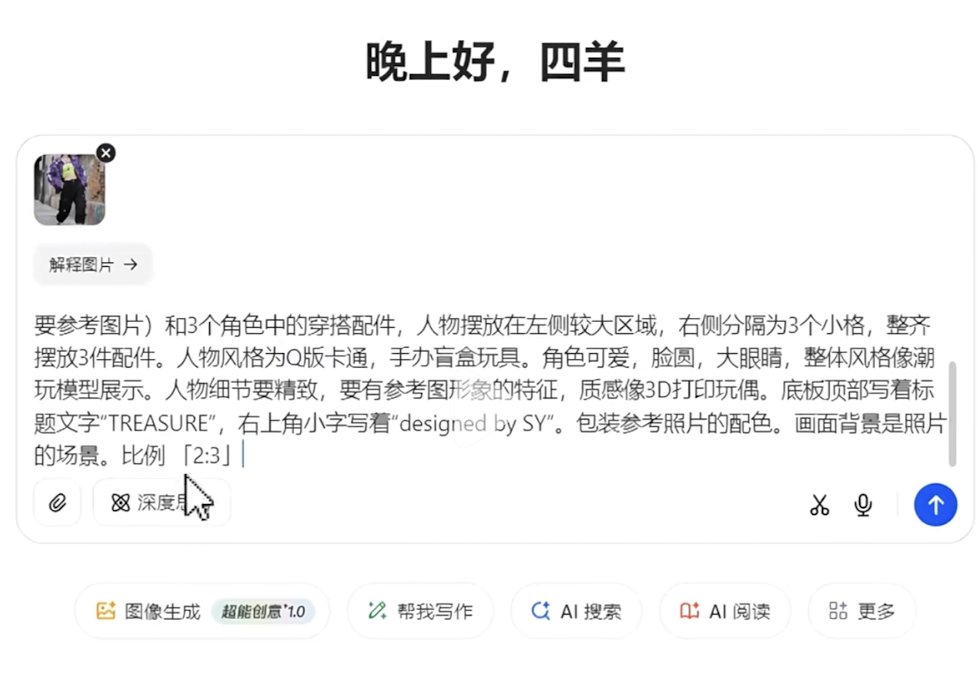 晚上好，四羊
解释图片 →
要参考图片）和3个角色中的穿搭配件，人物摆放在左侧较大区域，右侧分隔为3个小格，整齐
摆放3件配件。人物风格为Q版卡通，手办盲盒玩具。角色可爱，脸圆，大眼睛，整体风格像潮
玩模型展示。人物细节要精致，要有参考图形象的特征，质感像3D打印玩偶。底板顶部写着标
题文字“TREASURE”，右上角小字写着“designed by SY”。包装参考照片的配色。画面背景是照片
的场景。比例 「2:3」
深度
图像生成 超能创意1.0 帮我写作 AI 搜索 AI 阅读 更多